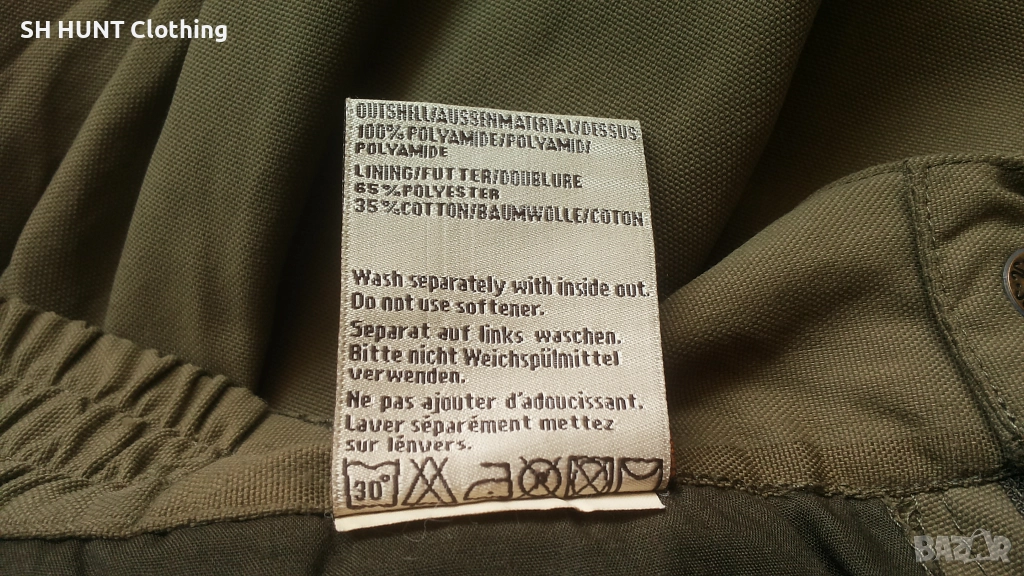 SH HUNT Clothing
OUTSHELL/AUSSENMATERIAL/DESSUS
100%POLYAMIDE/POLYAMID/
POLYAMIDE
LINING/FUTTER/DOUBLURE
65%POLYESTER
35%COTTON/BAUMWOLLE/COTON
Wash separately with inside out.
Do not use softener.
Separat auf links waschen.
Bitte nicht Weichspülmittel
verwenden.
Ne pas ajouter d'adoucissant.
Laver séparément mettez
sur lénvers.
30°
BAZAR